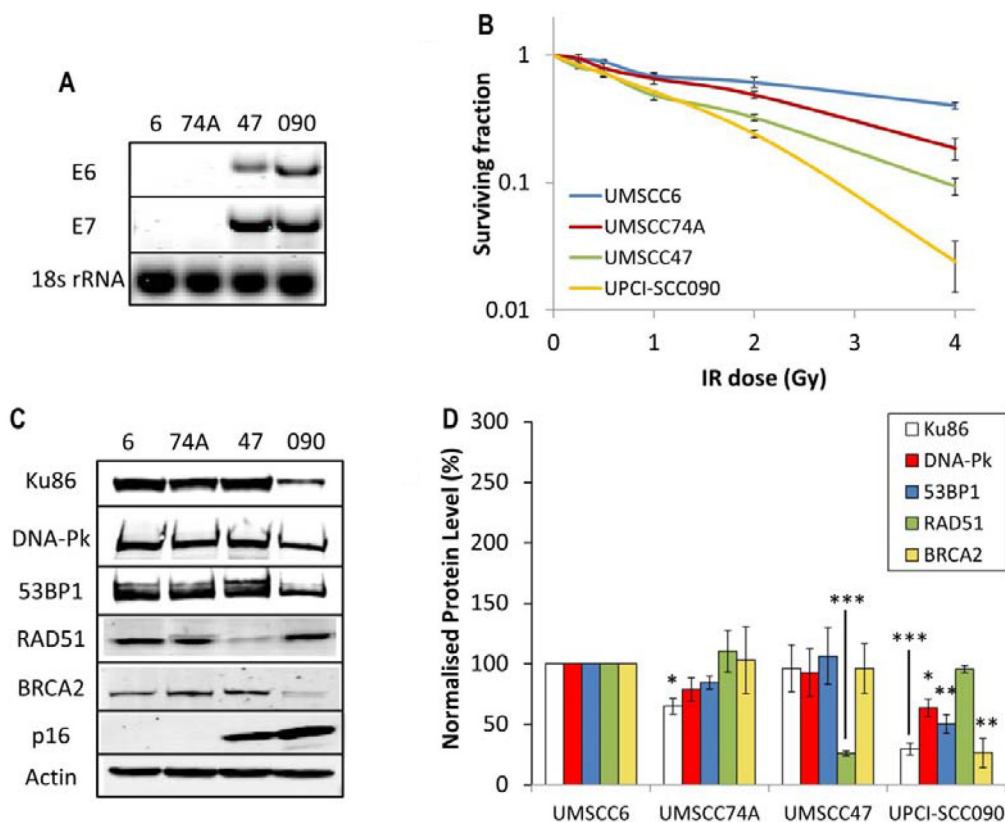 A
6 74A 47 090
E6
E7
18s rRNA
B
Surviving fraction
1
0.1
0.01
UMSCC6
UMSCC74A
UMSCC47
UPCI-SCC090
0 1 2 3 4
IR dose (Gy)
C
6 74A 47 090
Ku86
DNA-Pk
53BP1
RAD51
BRCA2
p16
Actin
D
Normalised Protein Level (%)
300
250
200
150
100
50
0
Ku86
DNA-Pk
53BP1
RAD51
BRCA2
*
***
***
*
**
**
UMSCC6 UMSCC74A UMSCC47 UPCI-SCC090